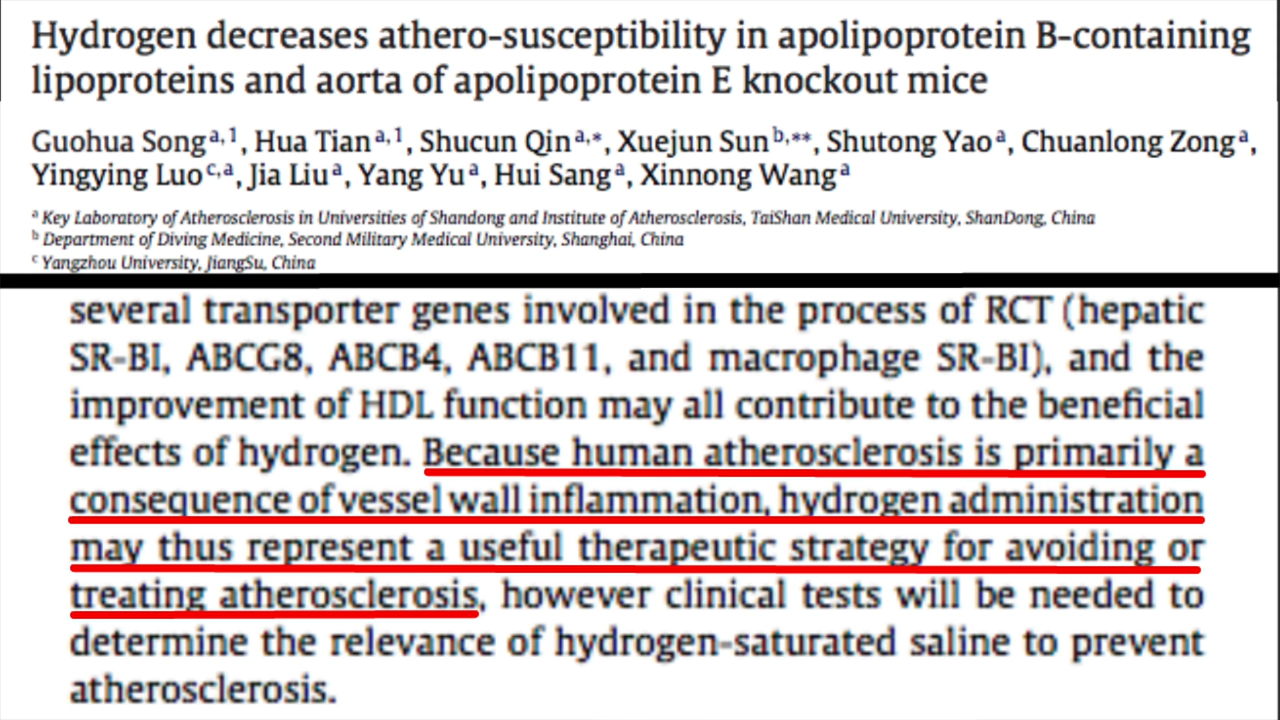 Hydrogen decreases athero-susceptibility in apolipoprotein B-containing
lipoproteins and aorta of apolipoprotein E knockout mice
Guohua Song a,1, Hua Tian a,1, Shucun Qin a,*, Xuejun Sun b,**, Shutong Yao a, Chuanlong Zong a,
Yingying Luo c,a, Jia Liu a, Yang Yu a, Hui Sang a, Xinnong Wang a
a Key Laboratory of Atherosclerosis in Universities of Shandong and Institute of Atherosclerosis, TaiShan Medical University, ShanDong, China
b Department of Diving Medicine, Second Military Medical University, Shanghai, China
c Yangzhou University, JiangSu, China
several transporter genes involved in the process of RCT (hepatic
SR-BI, ABCG8, ABCB4, ABCB11, and macrophage SR-BI), and the
improvement of HDL function may all contribute to the beneficial
effects of hydrogen. Because human atherosclerosis is primarily a
consequence of vessel wall inflammation, hydrogen administration
may thus represent a useful therapeutic strategy for avoiding or
treating atherosclerosis, however clinical tests will be needed to
determine the relevance of hydrogen-saturated saline to prevent
atherosclerosis.